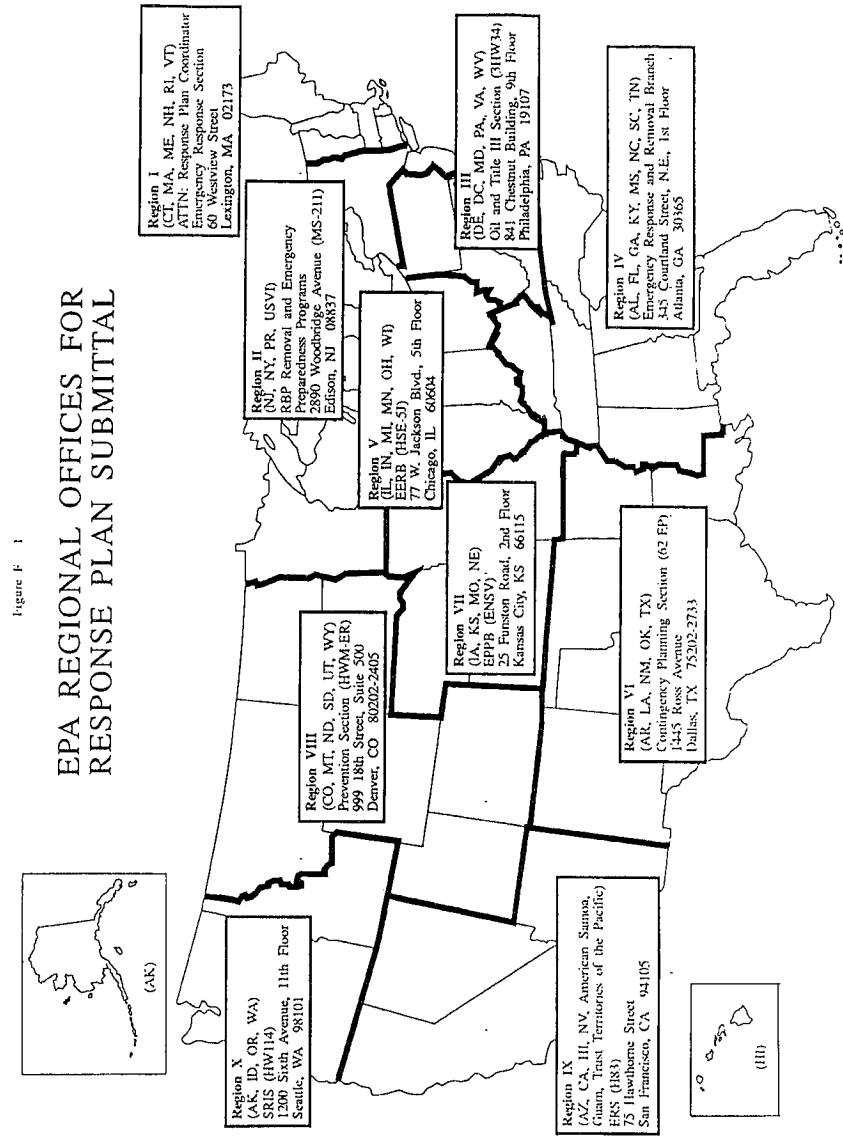 Figure F 1
EPA REGIONAL OFFICES FOR
RESPONSE PLAN SUBMITTAL
(AK)
Region X
(AK, ID, OR, WA)
SRIS (HW114)
1200 Sixth Avenue, 11th Floor
Seattle, WA 98101
Region VIII
(CO, MT, ND, SD, UT, WY)
Prevention Section (HWM-ER)
999 18th Street, Suite 500
Denver, CO 80202-2405
Region V
(IL, IN, MI, MN, OH, WI)
EERB (HSE-5J)
77 W. Jackson Blvd., 5th Floor
Chicago, IL 60604
Region II
(NJ, NY, PR, USVI)
RBP Removal and Emergency
Preparedness Programs
2890 Woodbridge Avenue (MS-211)
Edison, NJ 08837
Region I
(CT, MA, ME, NH, RI, VT)
ATTN: Response Plan Coordinator
Emergency Response Section
60 Westview Street
Lexington, MA 02173
Region VII
(IA, KS, MO, NE)
EPPB (ENSV)
25 Funston Road, 2nd Floor
Kansas City, KS 66115
Region III
(DE, DC, MD, PA, VA, WV)
Oil and Title III Section (3HW34)
841 Chestnut Building, 9th Floor
Philadelphia, PA 19107
Region IX
(AZ, CA, HI, NV, American Samoa,
Guam, Trust Territories of the Pacific)
ERS (H83)
75 Hawthorne Street
San Francisco, CA 94105
Region VI
(AR, LA, NM, OK, TX)
Contingency Planning Section (62 EP)
1445 Ross Avenue
Dallas, TX 75202-2733
Region IV
(AL, FL, GA, KY, MS, NC, SC, TN)
Emergency Response and Removal Branch
345 Courtland Street, N.E., 1st Floor
Atlanta, GA 30365
(HI)